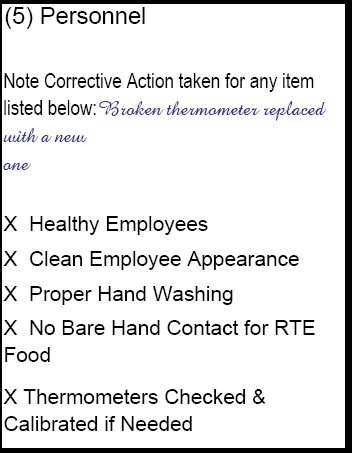 (5) Personnel
Note Corrective Action taken for any item
listed below: Broken thermometer replaced
with a new
one
X Healthy Employees
X Clean Employee Appearance
X Proper Hand Washing
X No Bare Hand Contact for RTE
Food
X Thermometers Checked &
Calibrated if Needed